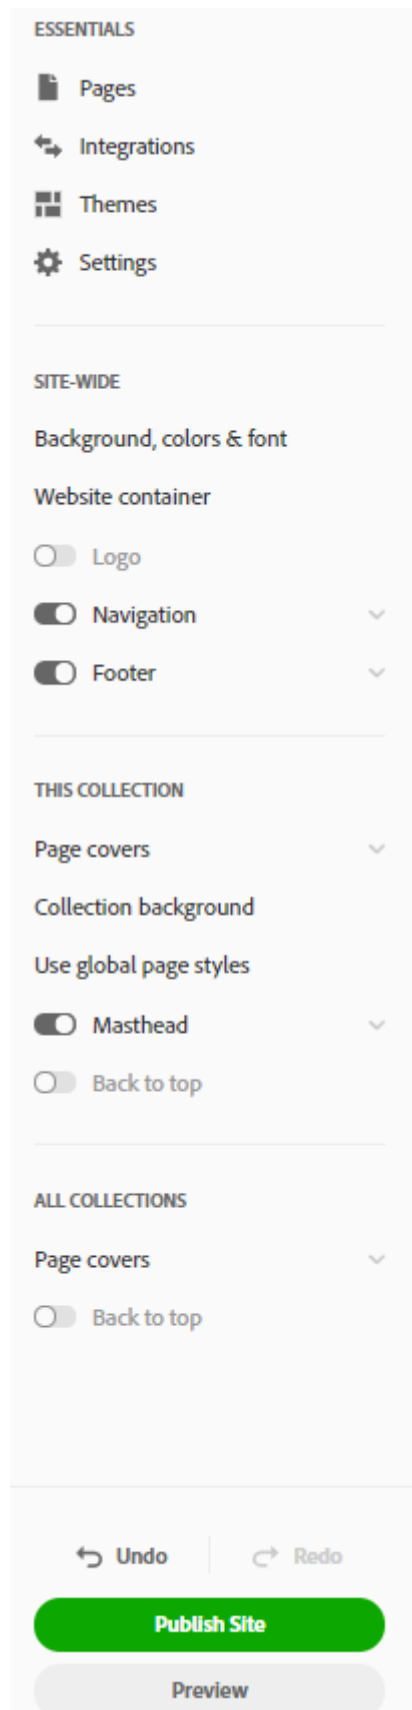 ESSENTIALS
Pages
Integrations
Themes
Settings
SITE-WIDE
Background, colors & font
Website container
Logo
Navigation
Footer
THIS COLLECTION
Page covers
Collection background
Use global page styles
Masthead
Back to top
ALL COLLECTIONS
Page covers
Back to top
Undo Redo
Publish Site
Preview